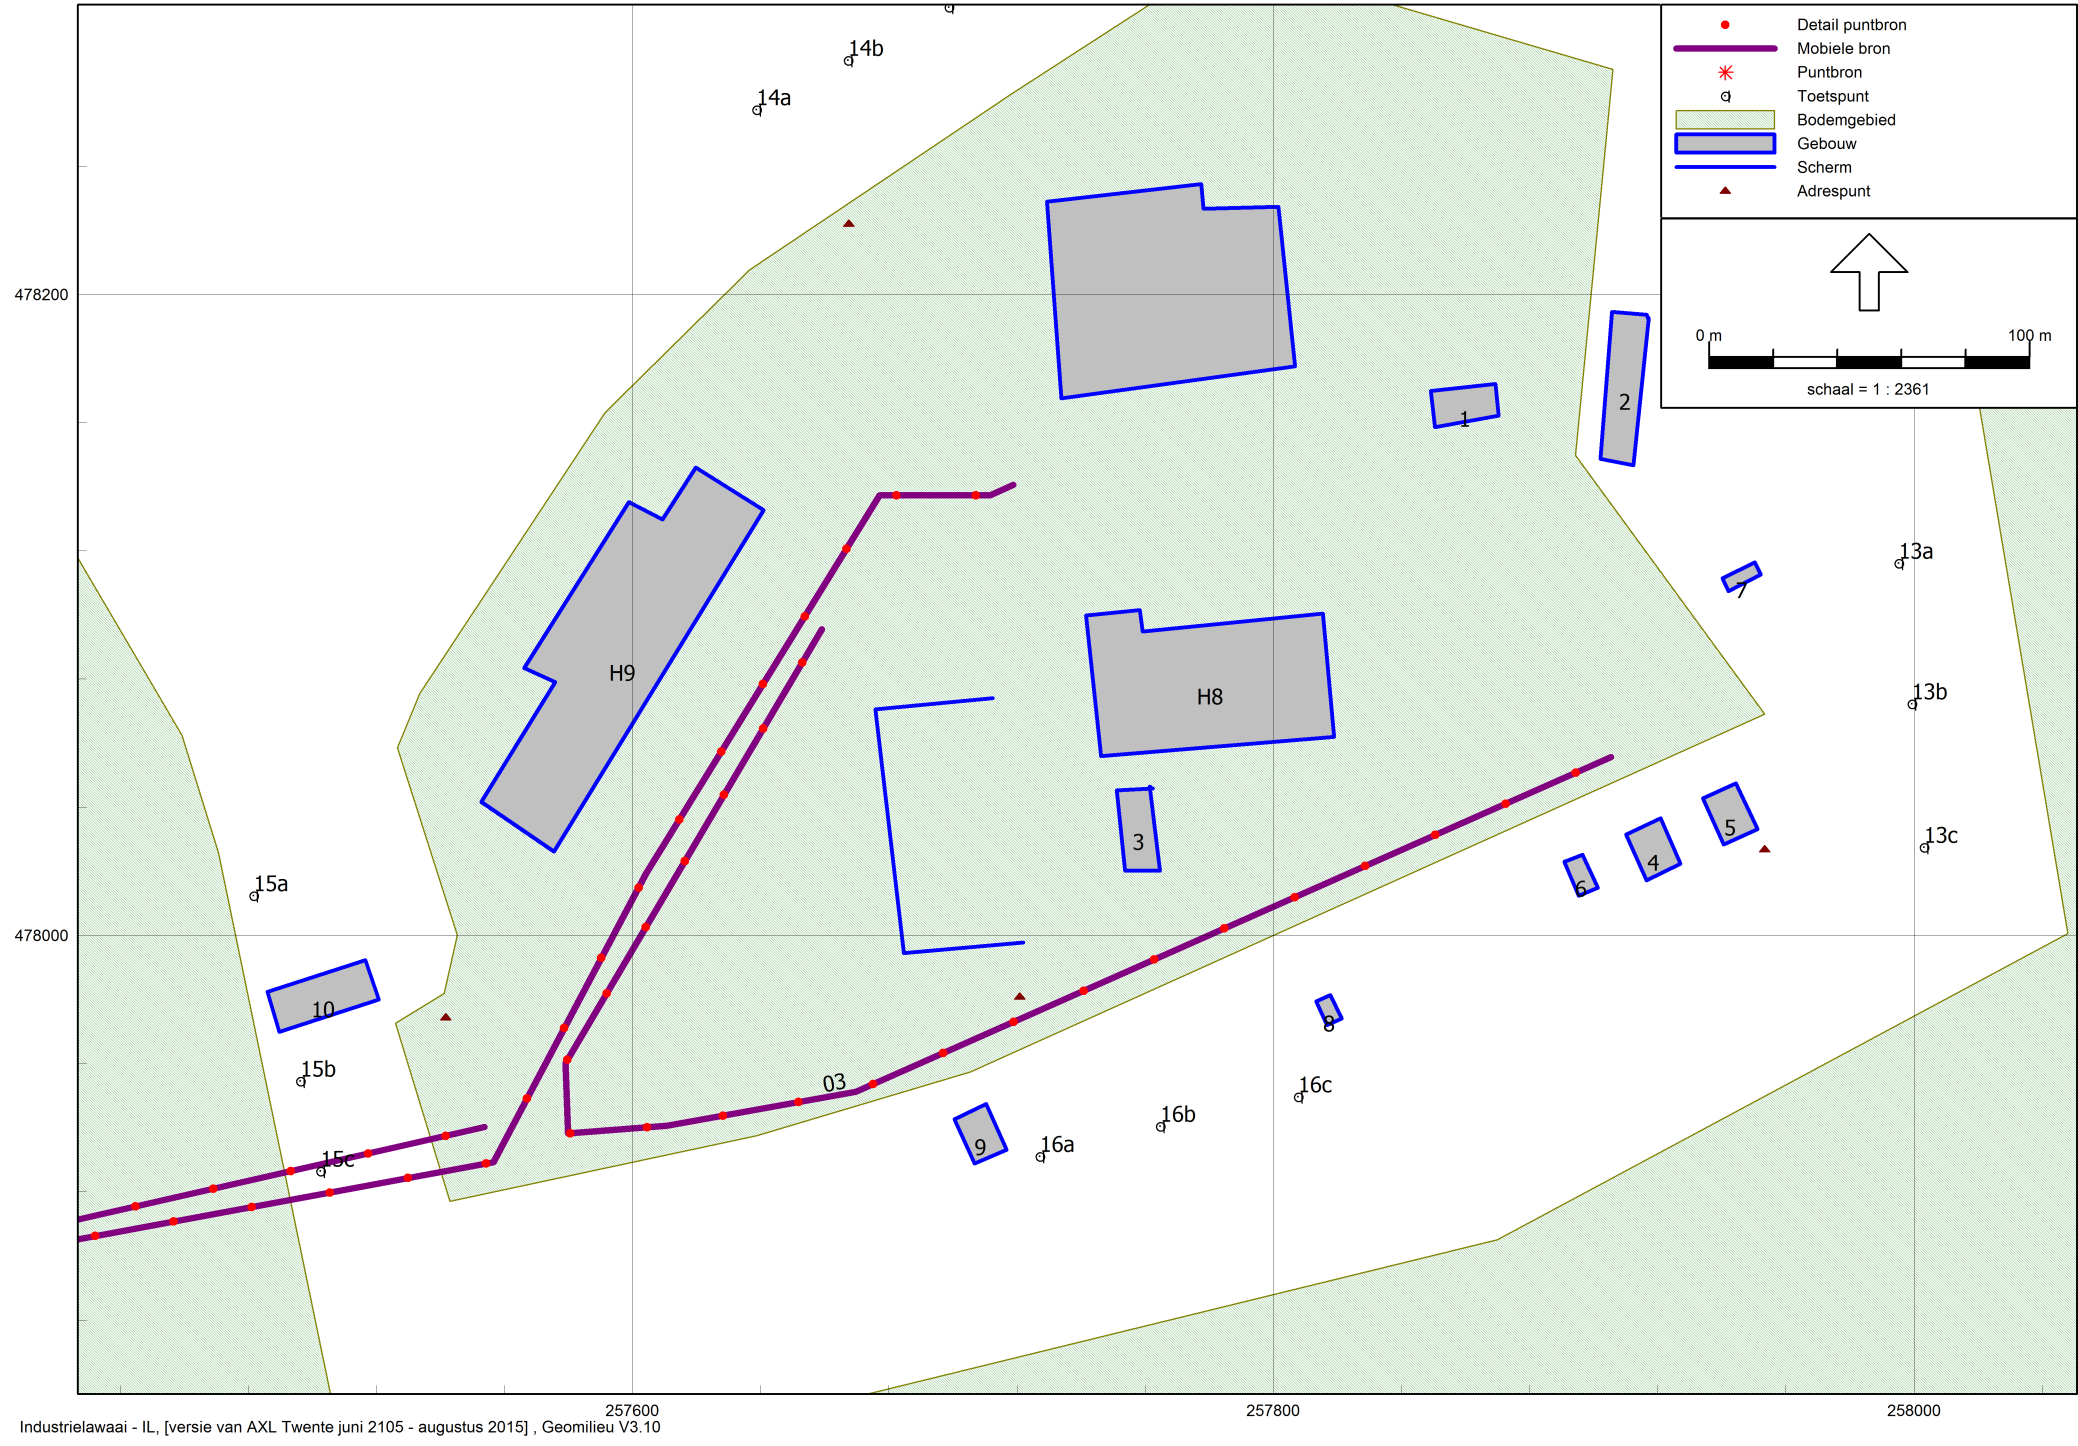 Detail puntbron
Mobiele bron
Puntbron
Toetspunt
Bodemgebied
Gebouw
Scherm
Adrespunt
0 m
100 m
schaal = 1 : 2361
14b
14a
478200
1
2
13a
7
H9
H8
13b
3
5
13c
4
6
15a
478000
10
8
15b
03
16c
16b
9
16a
15c
257600
257800
258000
Industrielawaai - IL, [versie van AXL Twente juni 2105 - augustus 2015] , Geomilieu V3.10